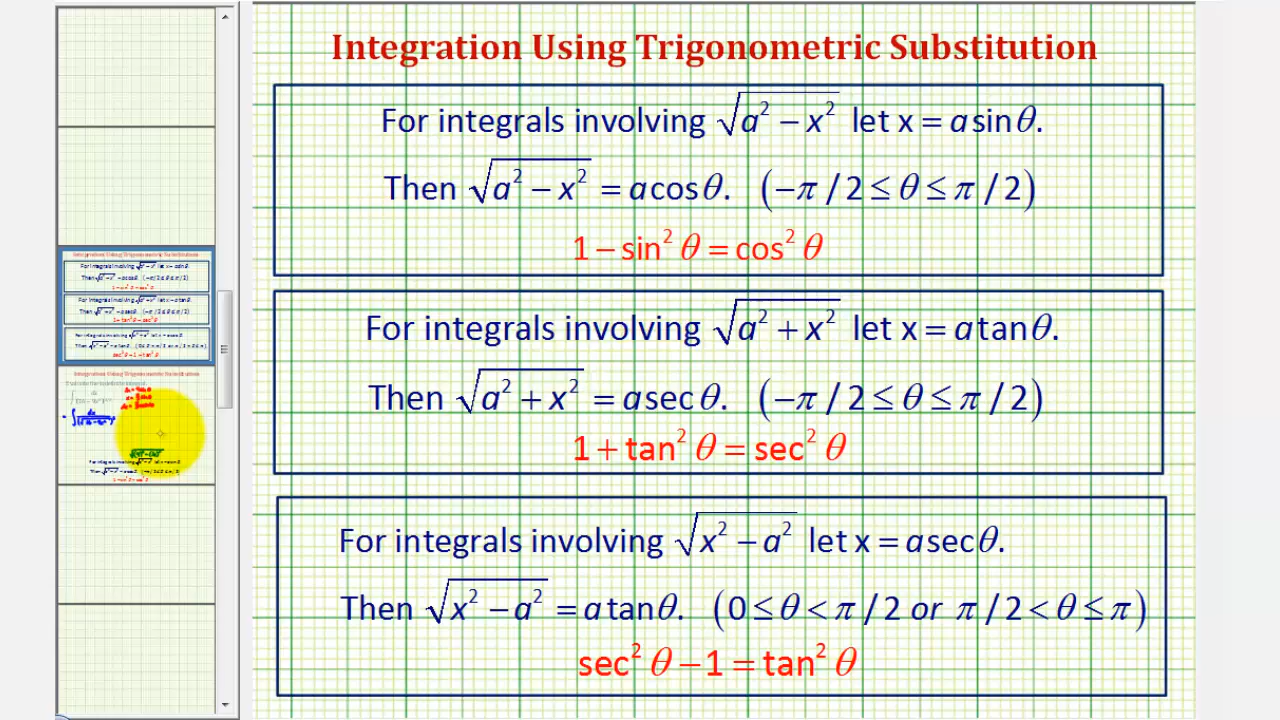 Integration Using Trigonometric Substitution
For integrals involving √(a² − x²) let x = a sin θ.
Then √(a² − x²) = a cos θ. (−π / 2 ≤ θ ≤ π / 2)
1 − sin² θ = cos² θ
For integrals involving √(a² + x²) let x = a tan θ.
Then √(a² + x²) = a sec θ. (−π / 2 ≤ θ ≤ π / 2)
1 + tan² θ = sec² θ
For integrals involving √(x² − a²) let x = a sec θ.
Then √(x² − a²) = a tan θ. (0 ≤ θ < π / 2 or π / 2 < θ ≤ π)
sec² θ − 1 = tan² θ